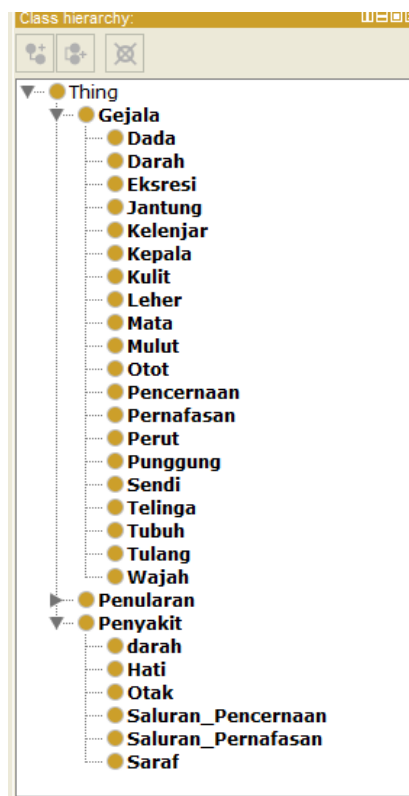 Class hierarchy:
Thing
Gejala
Dada
Darah
Eksresi
Jantung
Kelenjar
Kepala
Kulit
Leher
Mata
Mulut
Otot
Pencernaan
Pernafasan
Perut
Punggung
Sendi
Telinga
Tubuh
Tulang
Wajah
Penularan
Penyakit
darah
Hati
Otak
Saluran_Pencernaan
Saluran_Pernafasan
Saraf